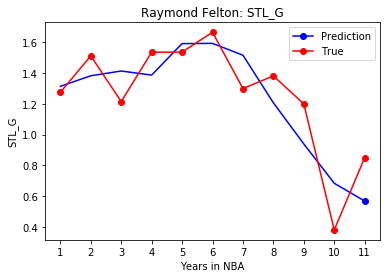 Raymond Felton: STL_G
Prediction
True
STL_G
1.6
1.4
1.2
1.0
0.8
0.6
0.4
1 2 3 4 5 6 7 8 9 10 11
Years in NBA